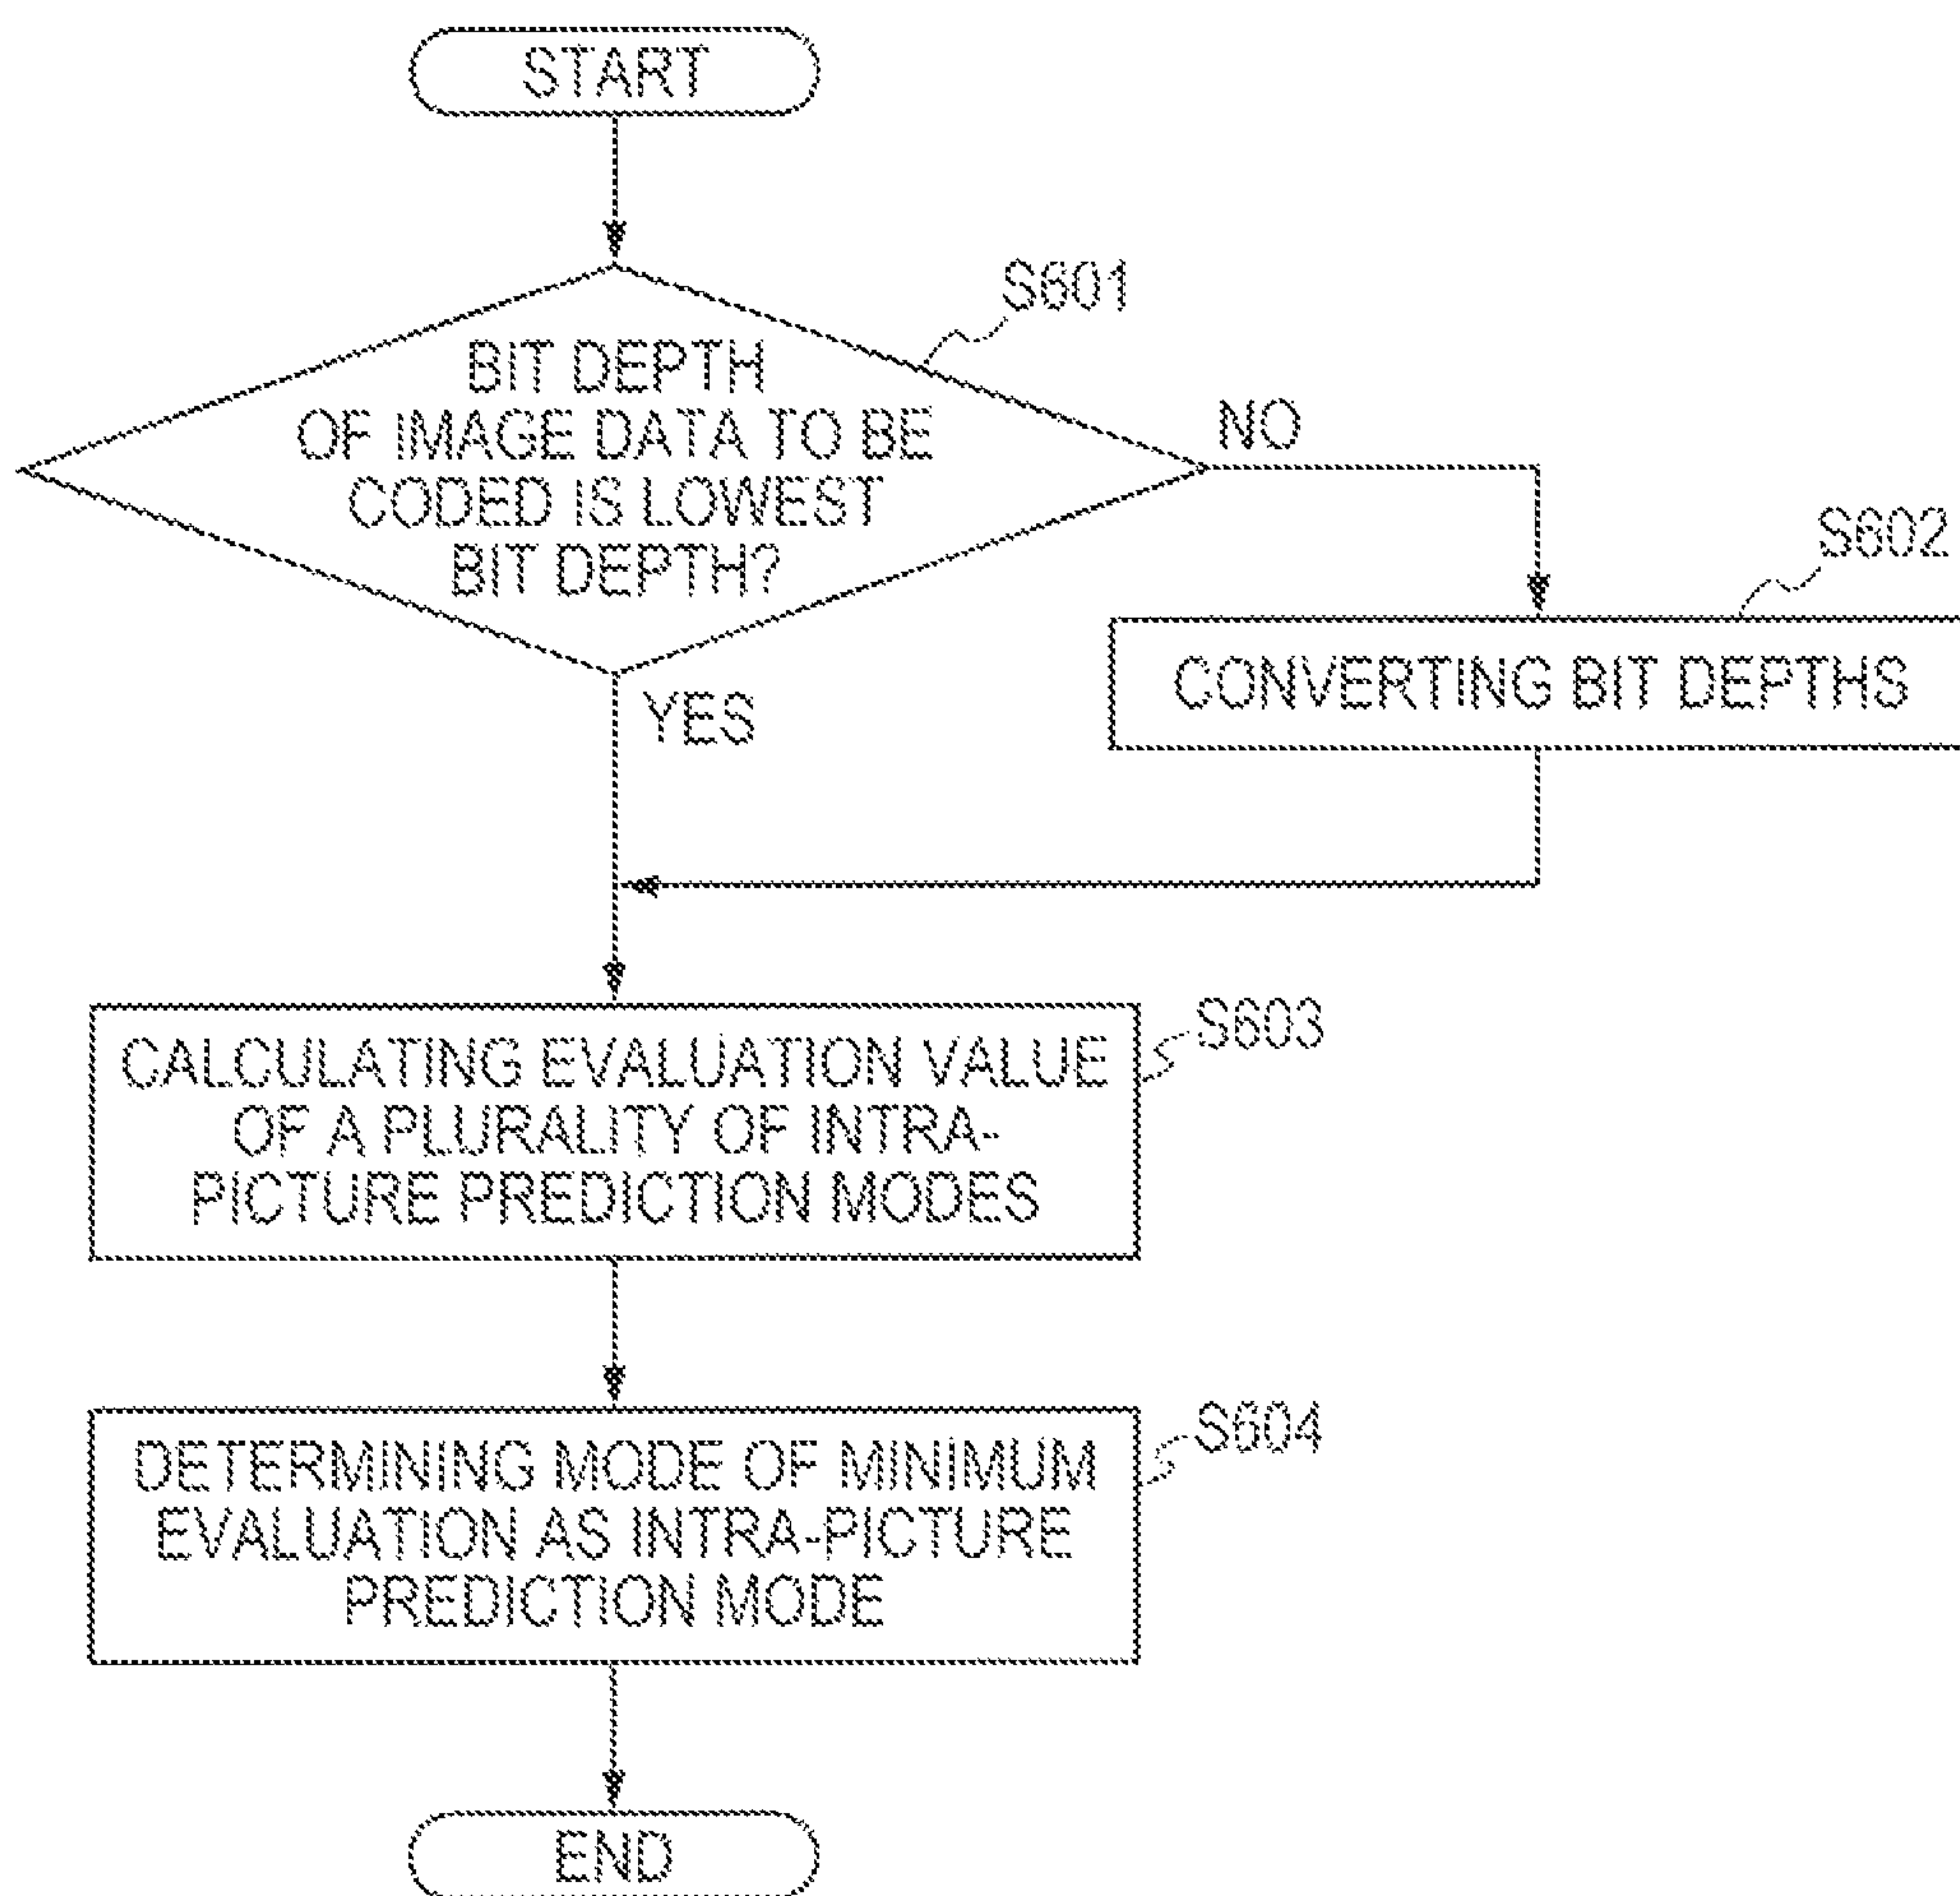 START
S601
BIT DEPTH
OF IMAGE DATA TO BE
CODED IS LOWEST
BIT DEPTH?
NO
YES
S602
CONVERTING BIT DEPTHS
S603
CALCULATING EVALUATION VALUE
OF A PLURALITY OF INTRA-
PICTURE PREDICTION MODES
S604
DETERMINING MODE OF MINIMUM
EVALUATION AS INTRA-PICTURE
PREDICTION MODE
END